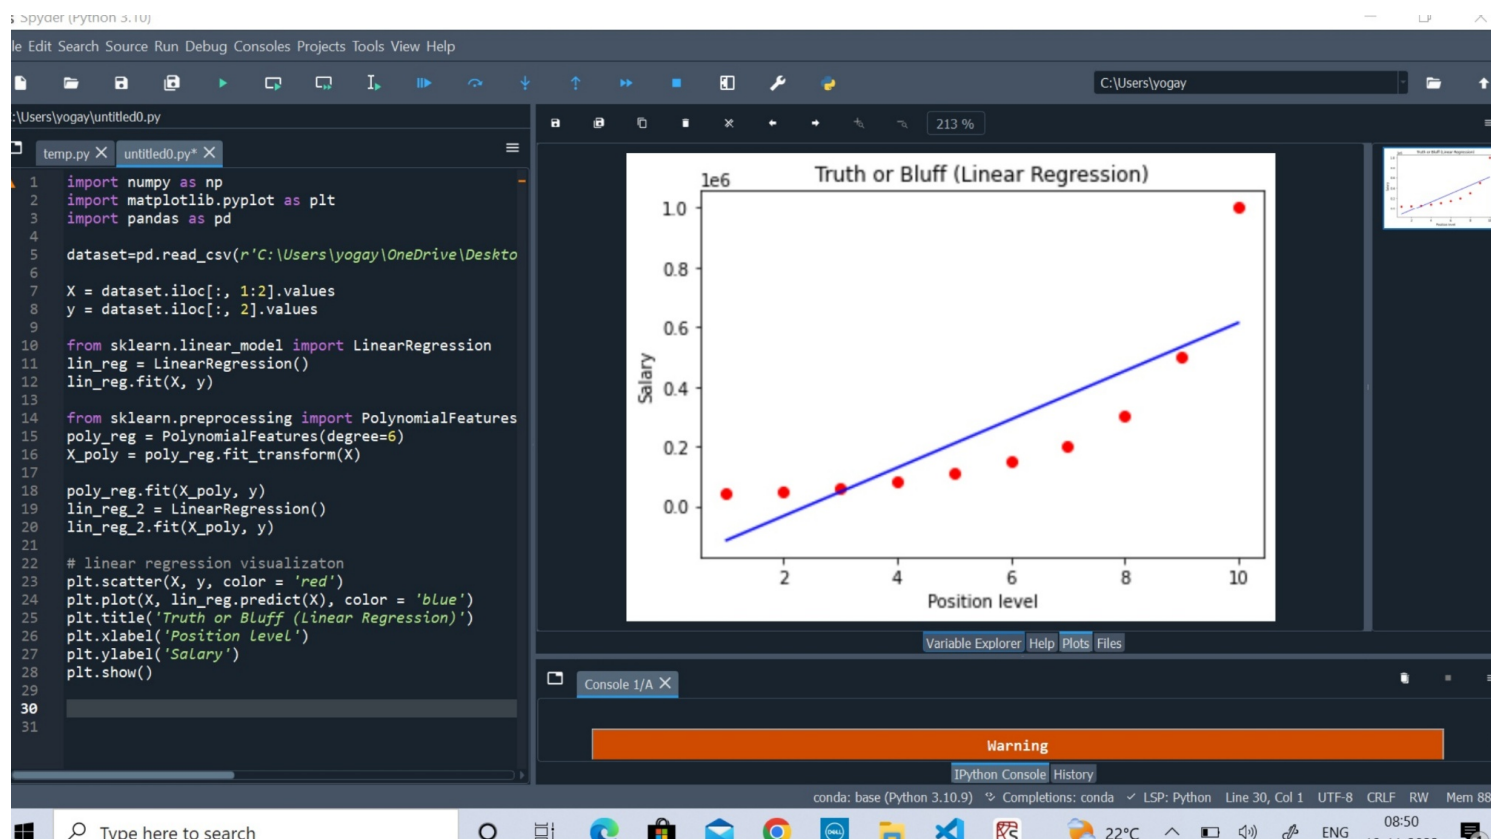 Spyder (Python 3.10)
Edit Search Source Run Debug Consoles Projects Tools View Help
C:\Users\yogay
:\Users\yogay\untitled0.py
213 %
temp.py
untitled0.py*
1 import numpy as np
2 import matplotlib.pyplot as plt
3 import pandas as pd
4
5 dataset=pd.read_csv(r'C:\Users\yogay\OneDrive\Deskto
6
7 X = dataset.iloc[:, 1:2].values
8 y = dataset.iloc[:, 2].values
9
10 from sklearn.linear_model import LinearRegression
11 lin_reg = LinearRegression()
12 lin_reg.fit(X, y)
13
14 from sklearn.preprocessing import PolynomialFeatures
15 poly_reg = PolynomialFeatures(degree=6)
16 X_poly = poly_reg.fit_transform(X)
17
18 poly_reg.fit(X_poly, y)
19 lin_reg_2 = LinearRegression()
20 lin_reg_2.fit(X_poly, y)
21
22 # linear regression visualizaton
23 plt.scatter(X, y, color = 'red')
24 plt.plot(X, lin_reg.predict(X), color = 'blue')
25 plt.title('Truth or Bluff (Linear Regression)')
26 plt.xlabel('Position level')
27 plt.ylabel('Salary')
28 plt.show()
29
30
31
Truth or Bluff (Linear Regression)
1e6
1.0
0.8
0.6
0.4
0.2
0.0
Salary
2 4 6 8 10
Position level
Variable Explorer Help Plots Files
Console 1/A
Warning
IPython Console History
conda: base (Python 3.10.9) Completions: conda LSP: Python Line 30, Col 1 UTF-8 CRLF RW Mem 88
Type here to search
DELL
22°C
ENG
08:50